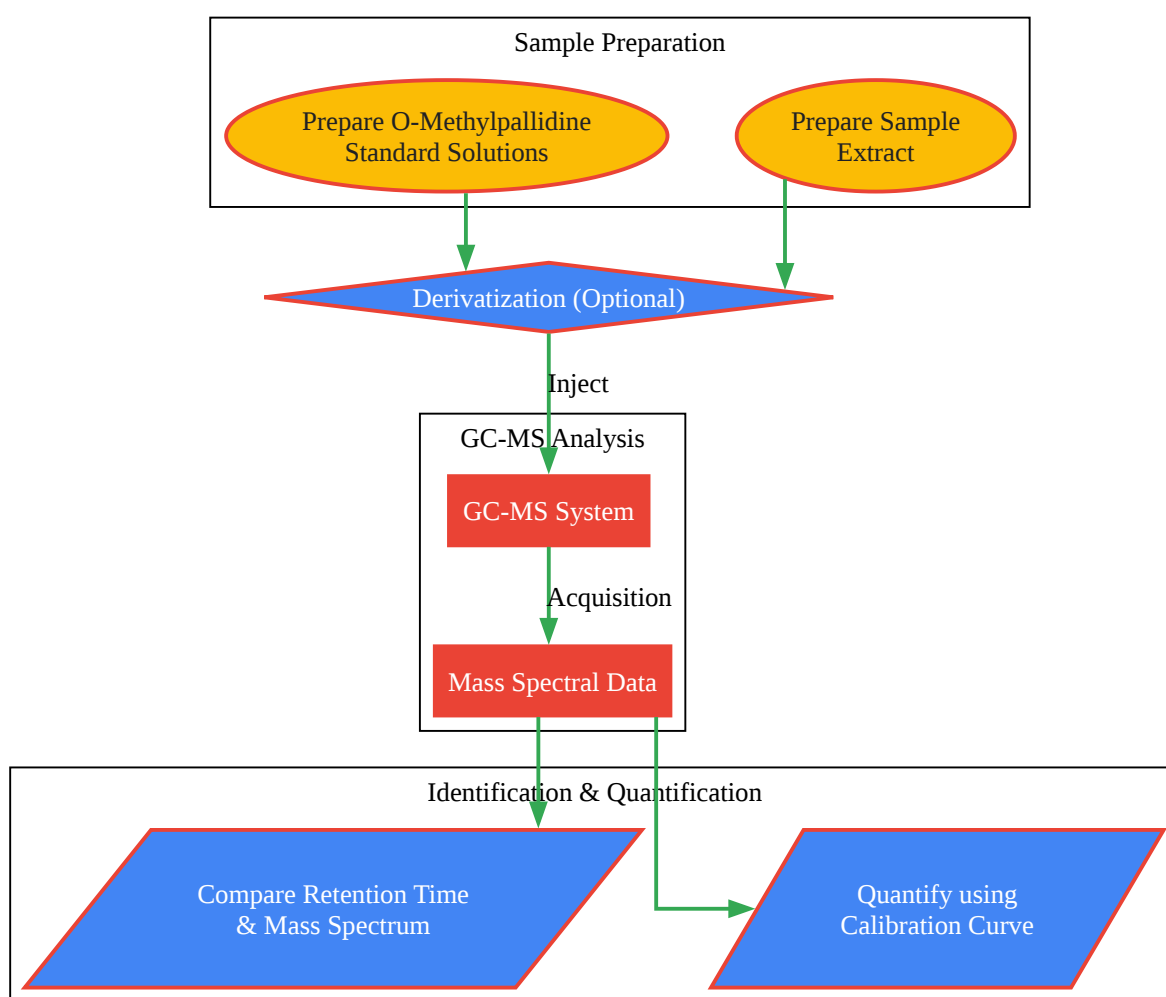 Sample Preparation
Prepare O-Methylpallidine
Standard Solutions
Prepare Sample
Extract
Derivatization (Optional)
Inject
GC-MS Analysis
GC-MS System
Acquisition
Mass Spectral Data
Identification & Quantification
Compare Retention Time
& Mass Spectrum
Quantify using
Calibration Curve